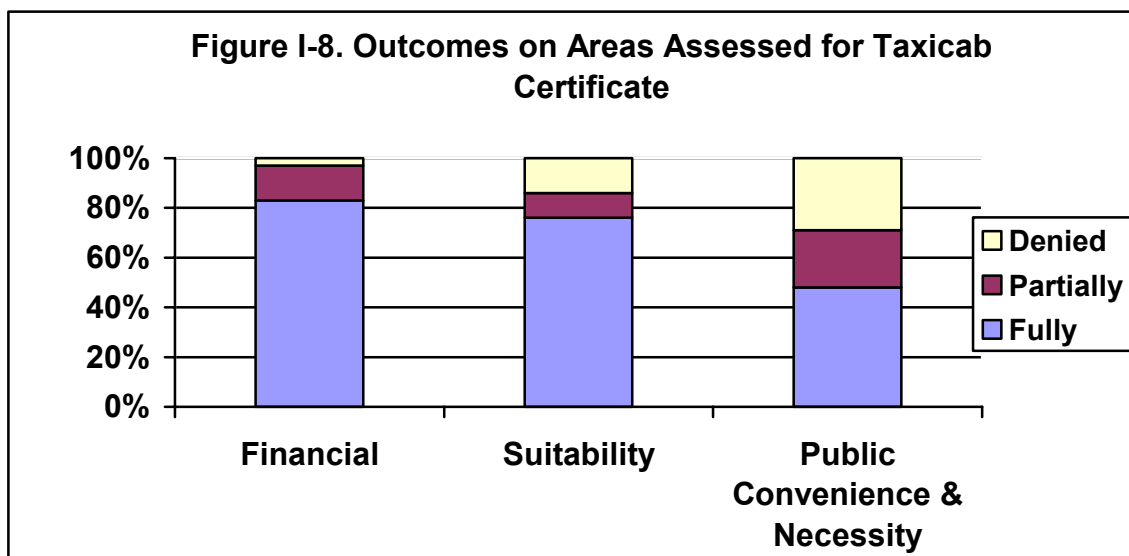 Figure I-8. Outcomes on Areas Assessed for Taxicab
Certificate
100%
80%
60%
40%
20%
0%
Financial
Suitability
Public
Convenience &
Necessity
Denied
Partially
Fully